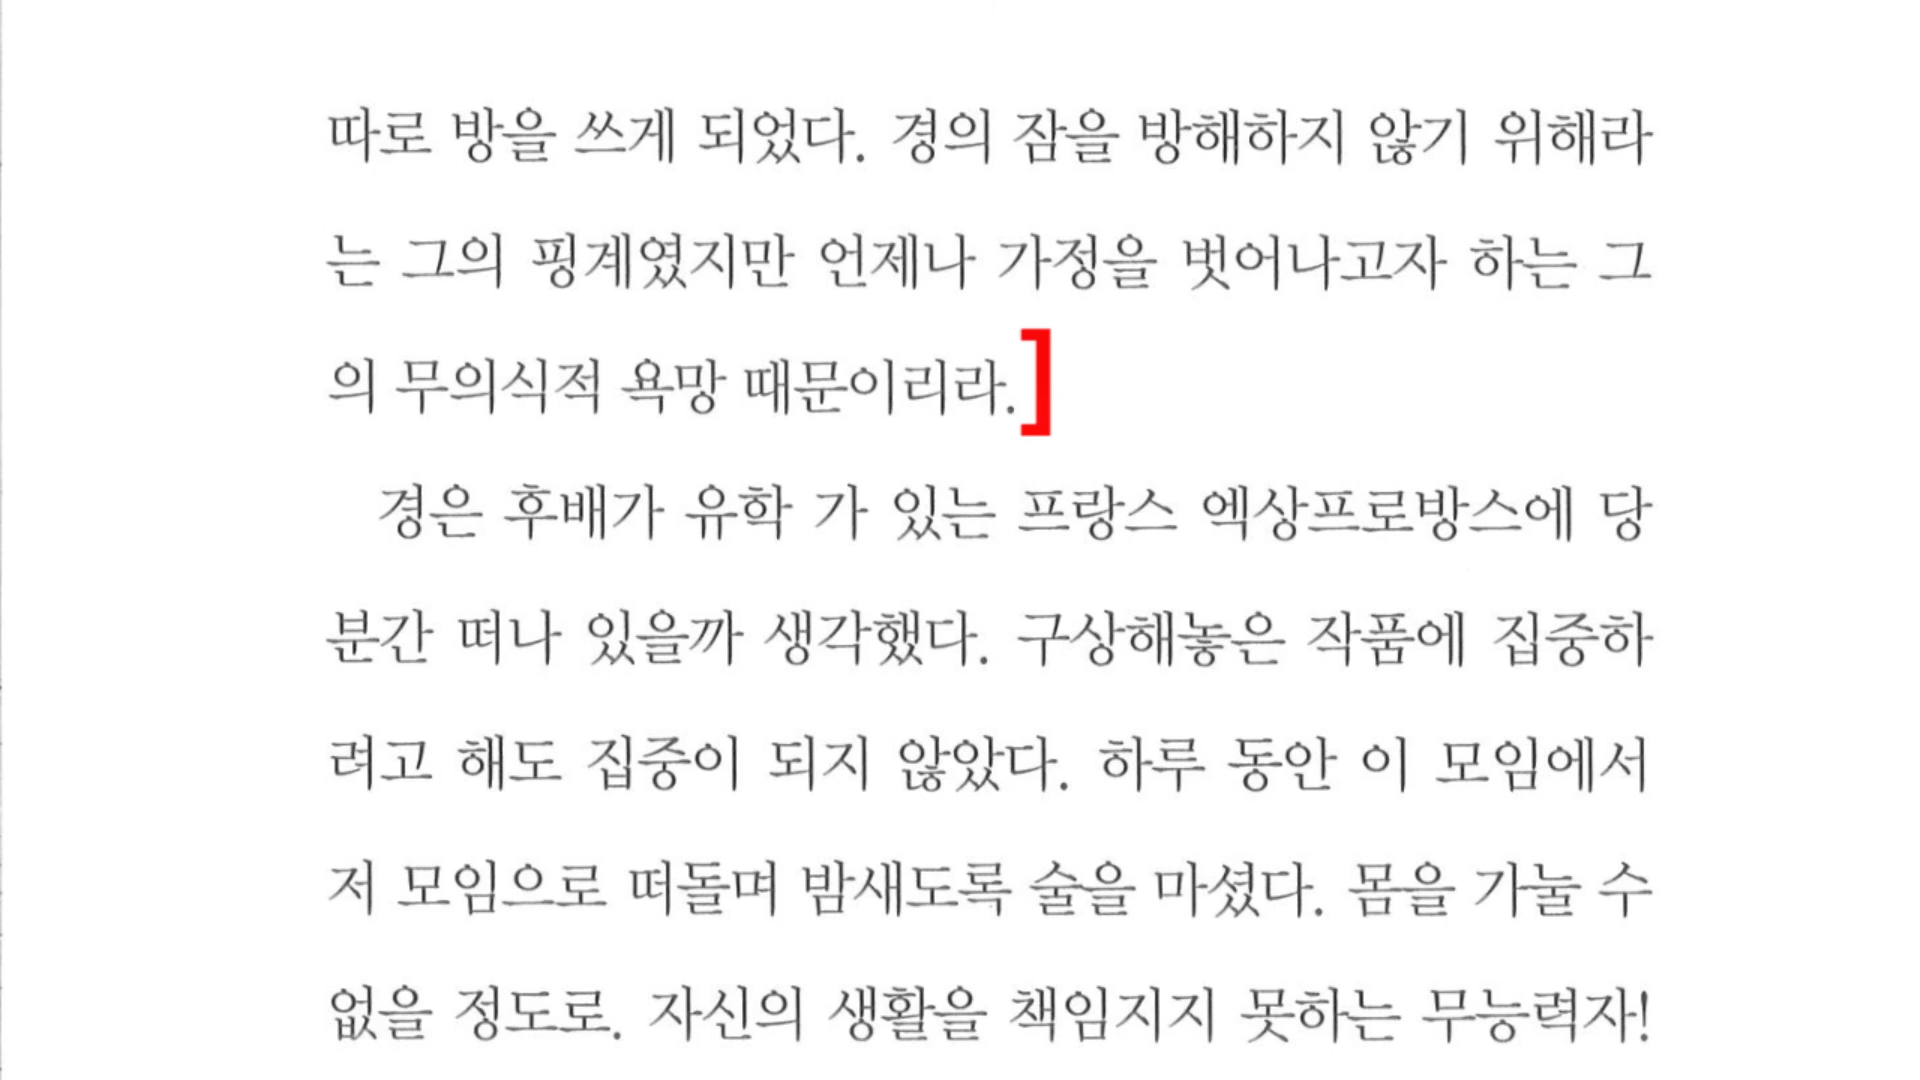 따로 방을 쓰게 되었다. 경의 잠을 방해하지 않기 위해라
는 그의 핑계였지만 언제나 가정을 벗어나고자 하는 그
의 무의식적 욕망 때문이리라.]
경은 후배가 유학 가 있는 프랑스 엑상프로방스에 당
분간 떠나 있을까 생각했다. 구상해놓은 작품에 집중하
려고 해도 집중이 되지 않았다. 하루 동안 이 모임에서
저 모임으로 떠돌며 밤새도록 술을 마셨다. 몸을 가눌 수
없을 정도로. 자신의 생활을 책임지지 못하는 무능력자!